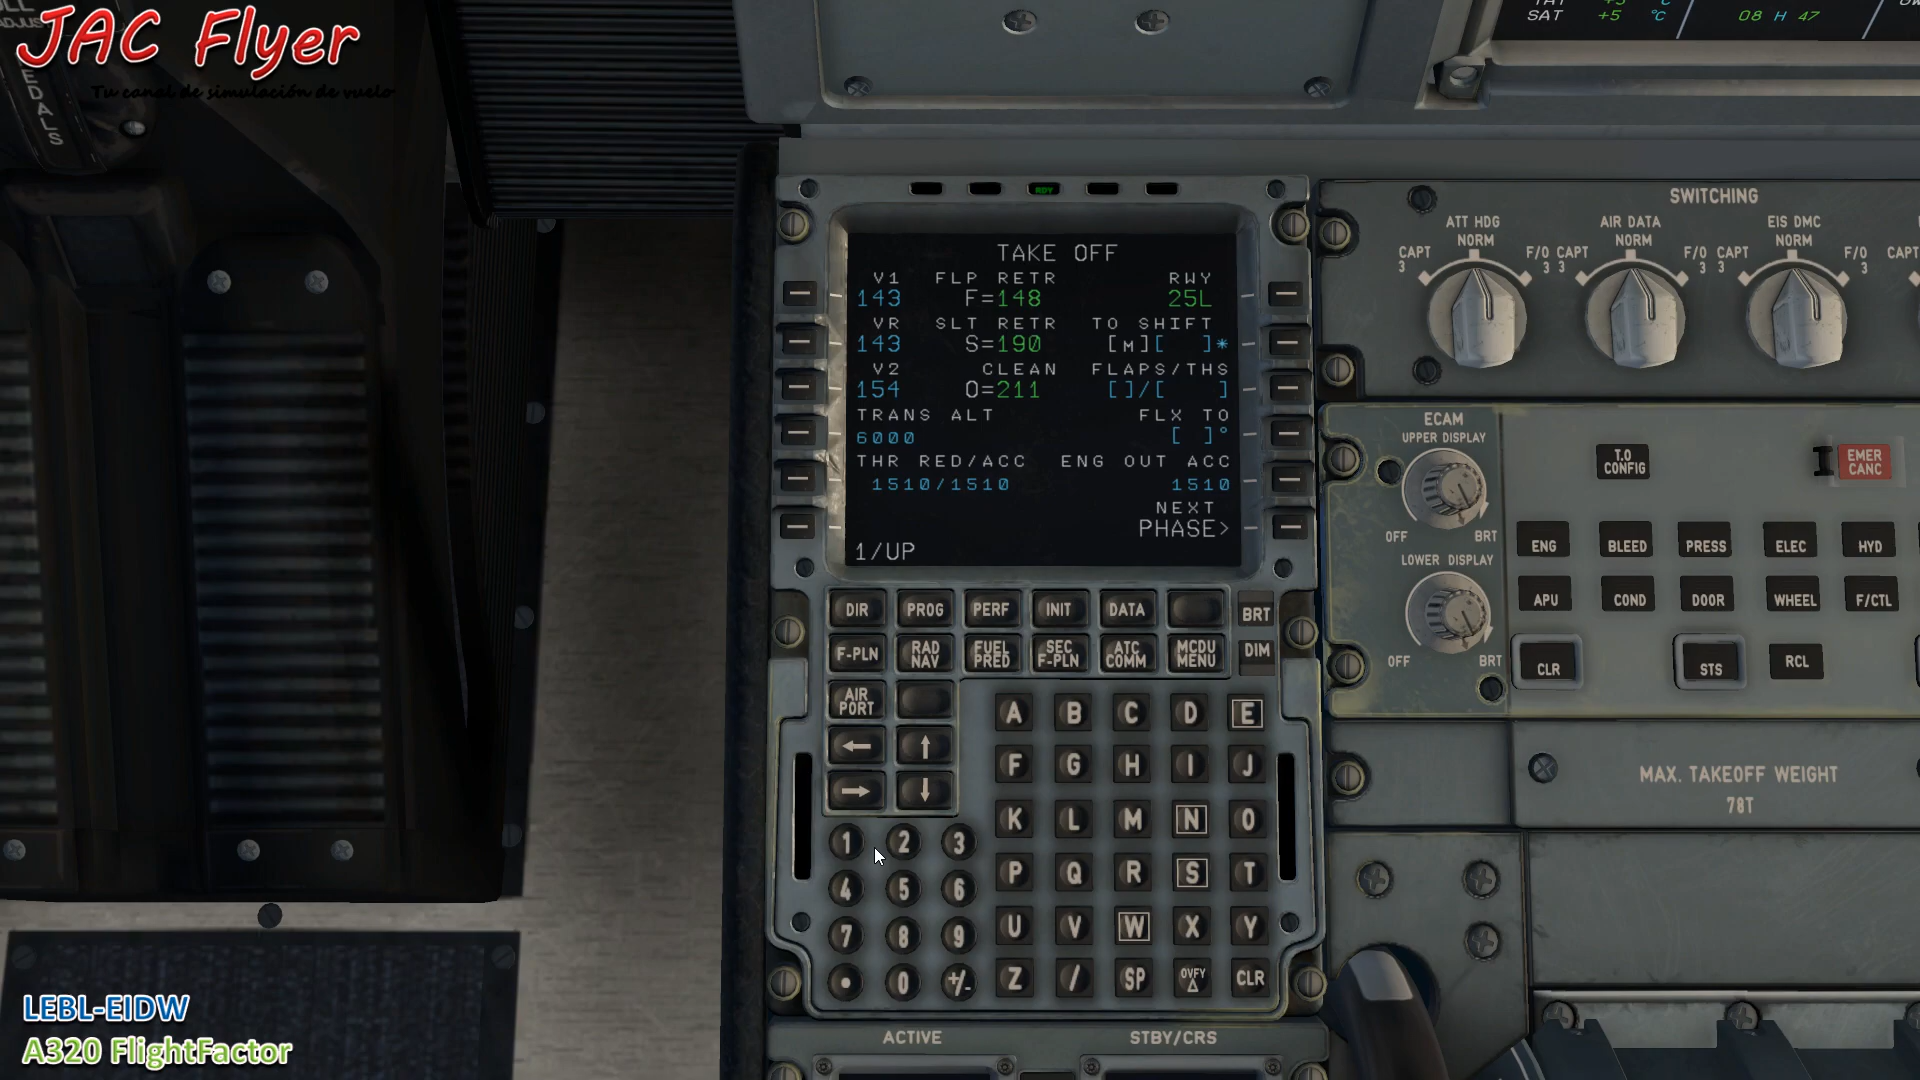 JAC Flyer
Tu canal de simulación de vuelo
PEDALS
SAT +5 °C
08 H 47
RDY
TAKE OFF
V1 FLP RETR RWY
143 F=148 25L
VR SLT RETR TO SHIFT
143 S=190 [M][ ]*
V2 CLEAN FLAPS/THS
154 O=211 []/[ ]
TRANS ALT FLX TO
6000 [ ]°
THR RED/ACC ENG OUT ACC
1510/1510 1510
NEXT
PHASE>
1/UP
DIR PROG PERF INIT DATA BRT
F-PLN RAD NAV FUEL PRED SEC F-PLN ATC COMM MCDU MENU DIM
AIR PORT
← ↑
→ ↓
A B C D E
F G H I J
K L M N O
P Q R S T
U V W X Y
Z / SP OVFY Δ CLR
1 2 3
4 5 6
7 8 9
. 0 +/-
ACTIVE STBY/CRS
SWITCHING
ATT HDG AIR DATA EIS DMC
NORM NORM NORM
CAPT 3 F/O 3 CAPT 3 F/O 3 CAPT 3 F/O 3 CAPT
ECAM
UPPER DISPLAY
OFF BRT
LOWER DISPLAY
OFF BRT
T.O CONFIG
EMER CANC
ENG BLEED PRESS ELEC HYD
APU COND DOOR WHEEL F/CTL
CLR STS RCL
MAX. TAKEOFF WEIGHT
78T
LEBL-EIDW
A320 FlightFactor